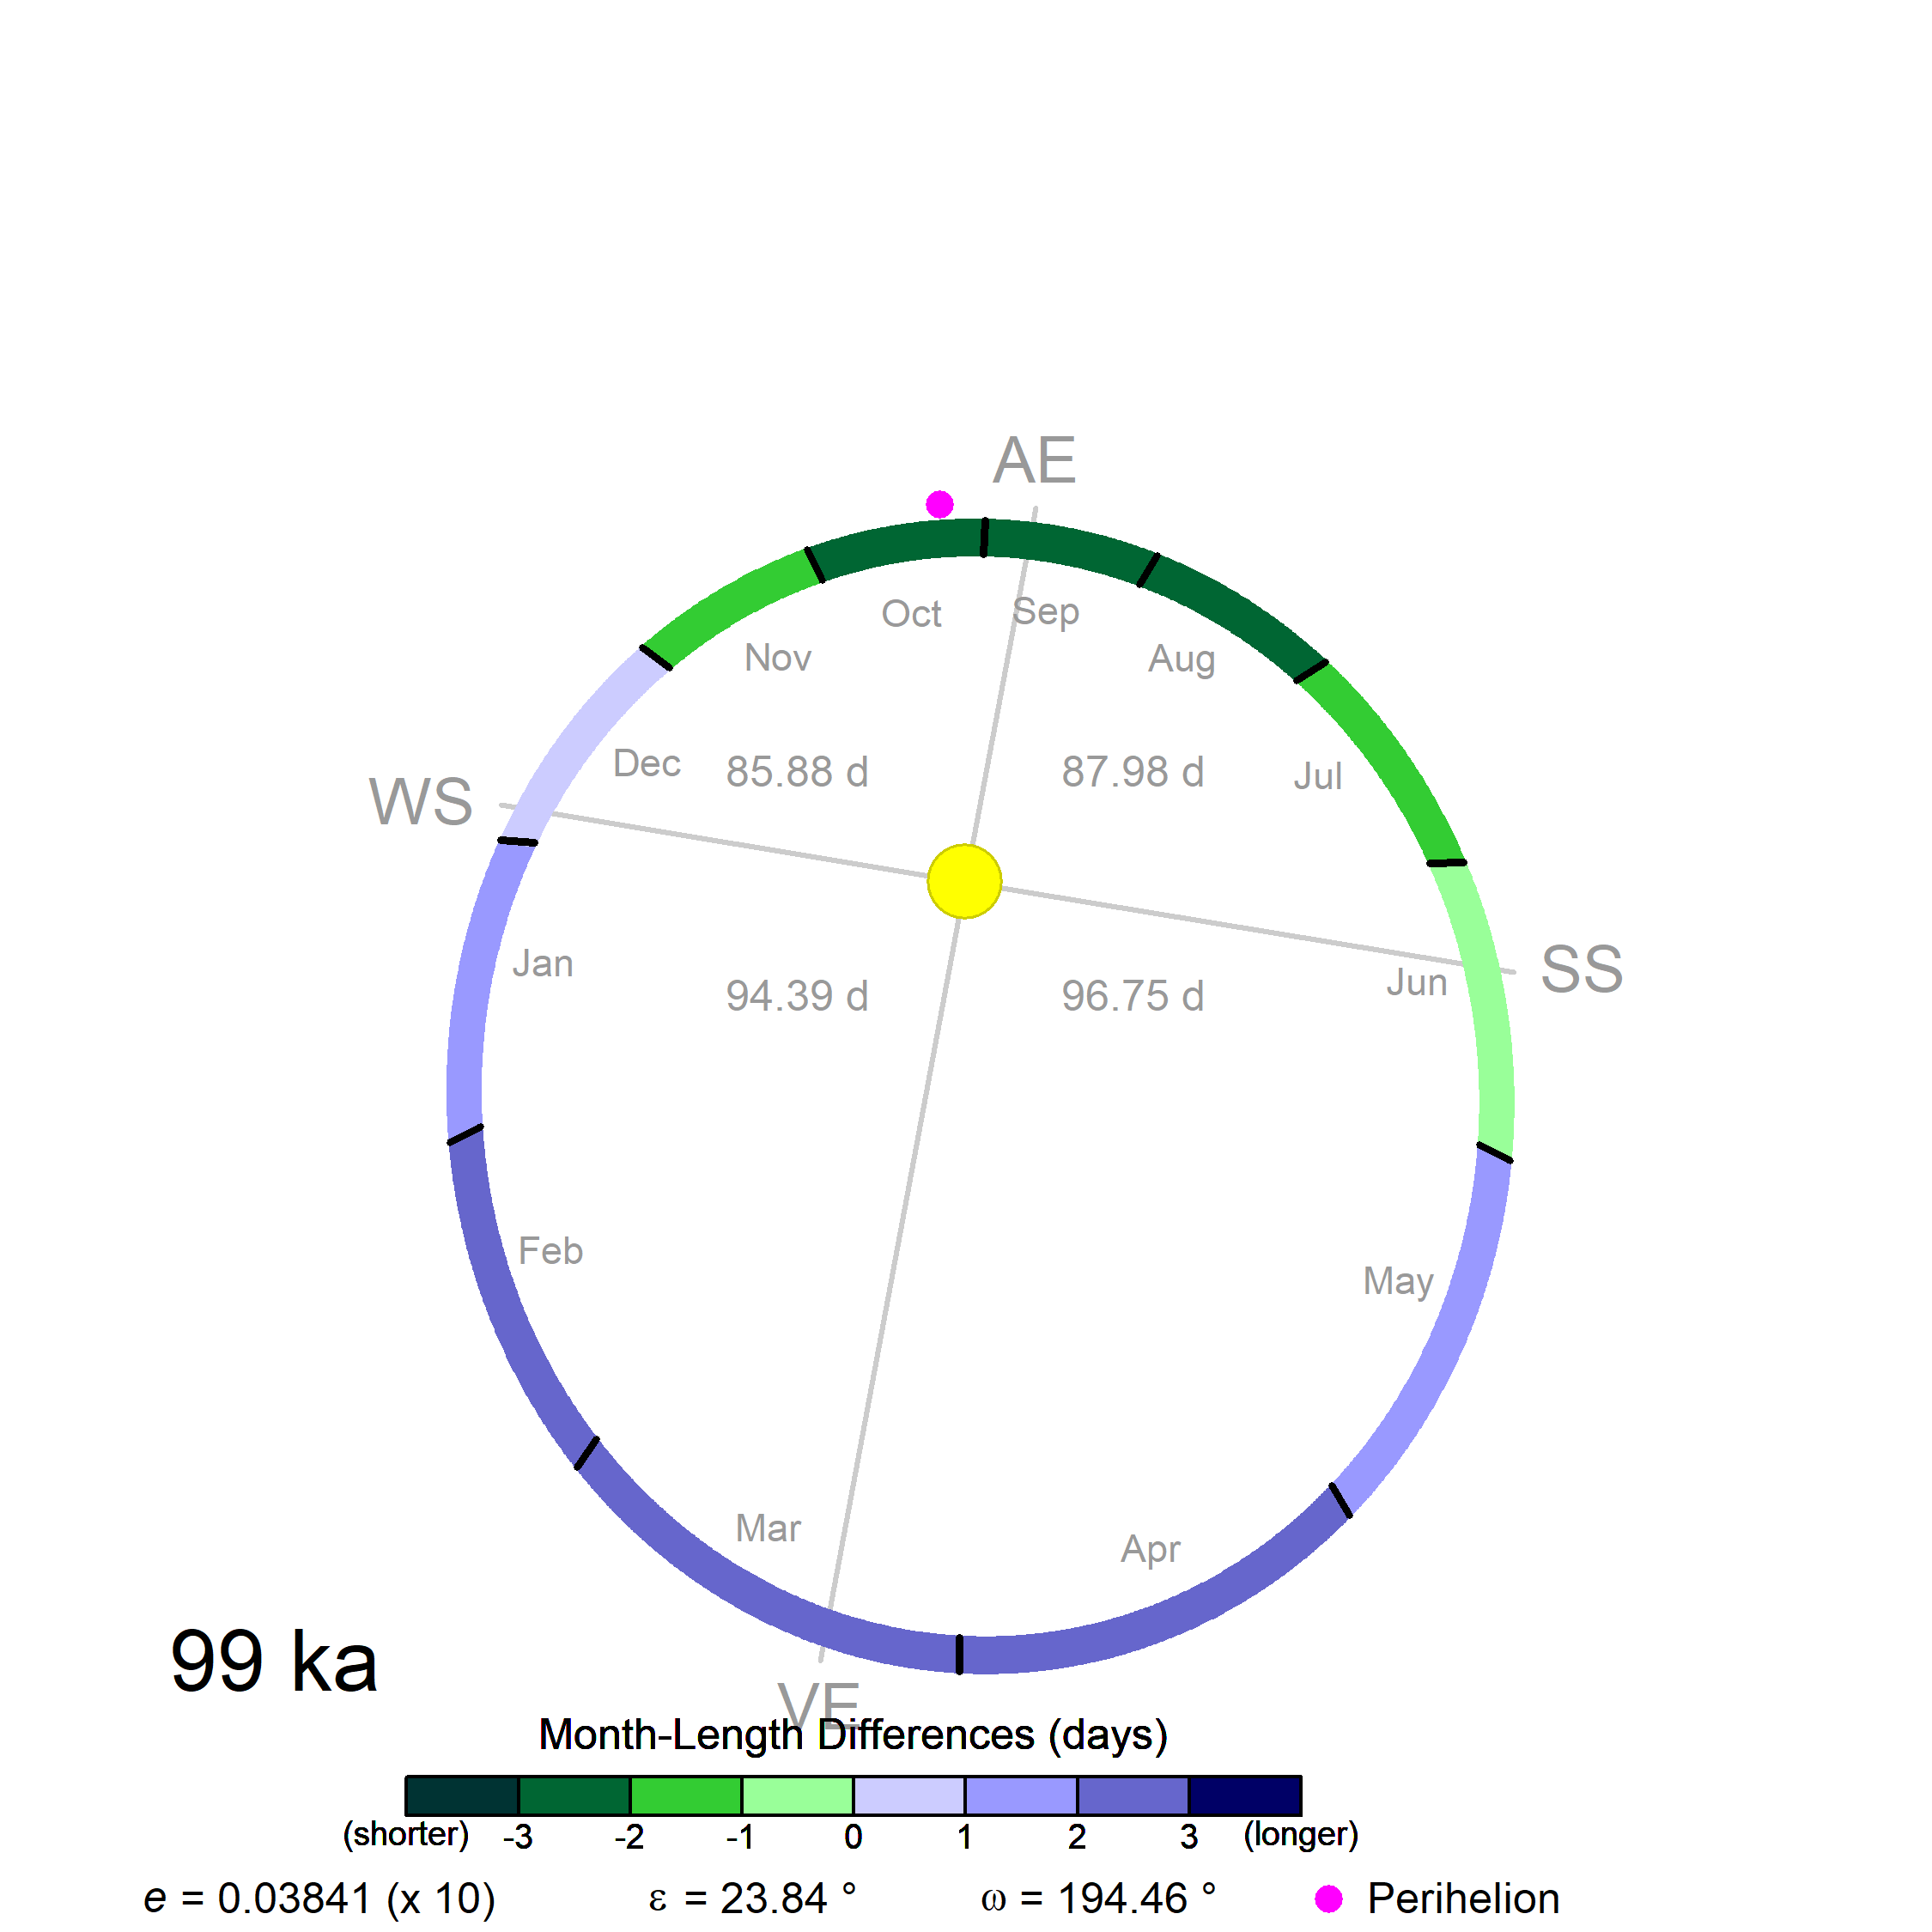 AE
Oct
Sep
Nov
Aug
Dec
85.88 d
87.98 d
Jul
WS
SS
Jan
94.39 d
96.75 d
Jun
Feb
May
Mar
Apr
99 ka
VE
Month-Length Differences (days)
(shorter) -3 -2 -1 0 1 2 3 (longer)
e = 0.03841 (x 10) ε = 23.84 ° ω = 194.46 ° Perihelion